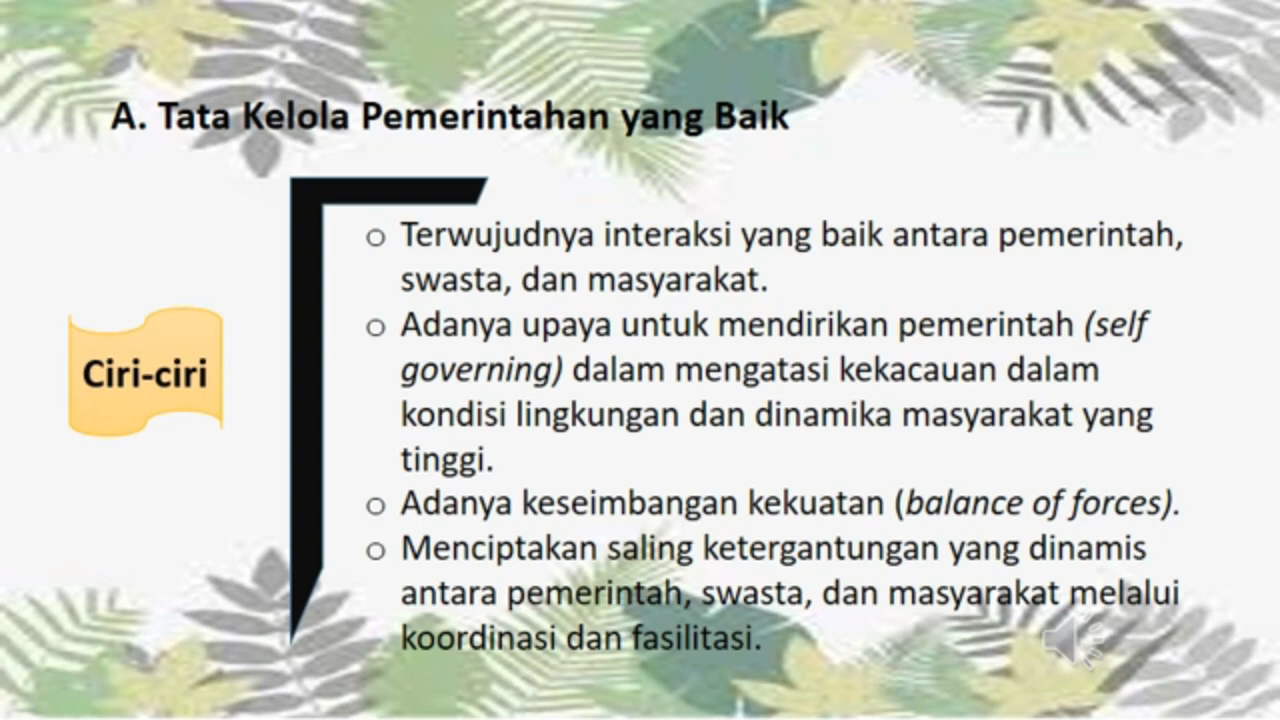 A. Tata Kelola Pemerintahan yang Baik
Ciri-ciri
o Terwujudnya interaksi yang baik antara pemerintah,
swasta, dan masyarakat.
o Adanya upaya untuk mendirikan pemerintah (self
governing) dalam mengatasi kekacauan dalam
kondisi lingkungan dan dinamika masyarakat yang
tinggi.
o Adanya keseimbangan kekuatan (balance of forces).
o Menciptakan saling ketergantungan yang dinamis
antara pemerintah, swasta, dan masyarakat melalui
koordinasi dan fasilitasi.